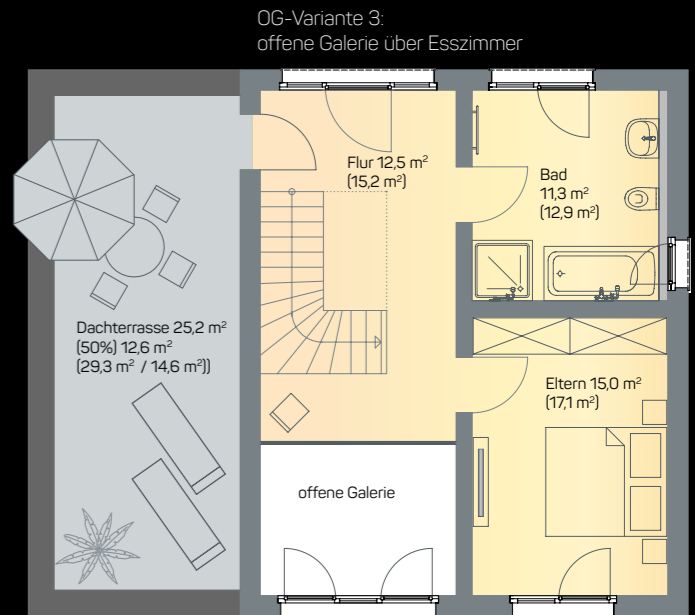 OG-Variante 3:
offene Galerie über Esszimmer
Flur 12,5 m²
(15,2 m²)
Bad
11,3 m²
(12,9 m²)
Dachterrasse 25,2 m²
(50%) 12,6 m²
(29,3 m² / 14,6 m²))
Eltern 15,0 m²
(17,1 m²)
offene Galerie